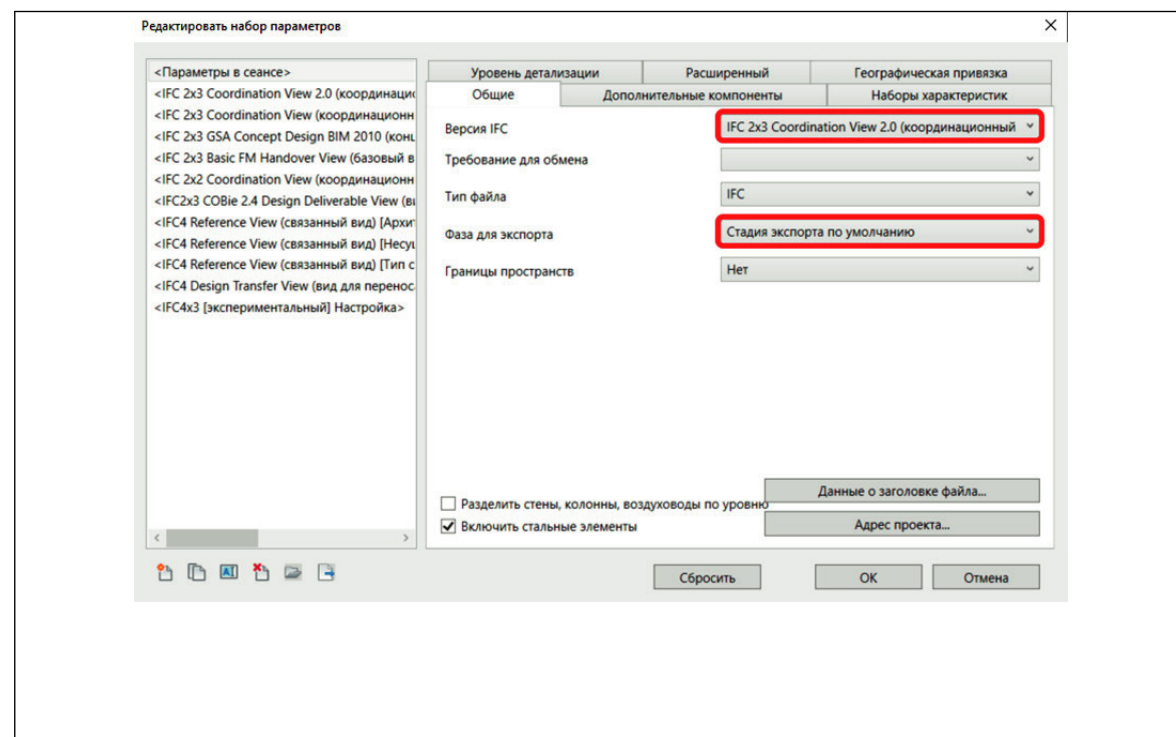 Редактировать набор параметров
<Параметры в сеансе>
<IFC 2x3 Coordination View 2.0 (координацио
<IFC 2x3 Coordination View (координационн
<IFC 2x3 GSA Concept Design BIM 2010 (конц
<IFC 2x3 Basic FM Handover View (базовый в
<IFC 2x2 Coordination View (координационн
<IFC2x3 COBie 2.4 Design Deliverable View (ви
<IFC4 Reference View (связанный вид) [Архит
<IFC4 Reference View (связанный вид) [Несущ
<IFC4 Reference View (связанный вид) [Тип с
<IFC4 Design Transfer View (вид для перенос
<IFC4x3 [экспериментальный] Настройка>
Уровень детализации
Расширенный
Географическая привязка
Общие
Дополнительные компоненты
Наборы характеристик
Версия IFC
IFC 2x3 Coordination View 2.0 (координационный
Требование для обмена
Тип файла
IFC
Фаза для экспорта
Стадия экспорта по умолчанию
Границы пространств
Нет
Данные о заголовке файла...
Разделить стены, колонны, воздуховоды по уровню
Включить стальные элементы
Адрес проекта...
Сбросить
OK
Отмена